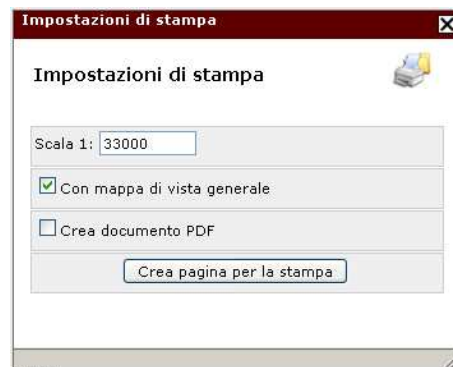 Impostazioni di stampa
Impostazioni di stampa
Scala 1: 33000
Con mappa di vista generale
Crea documento PDF
Crea pagina per la stampa